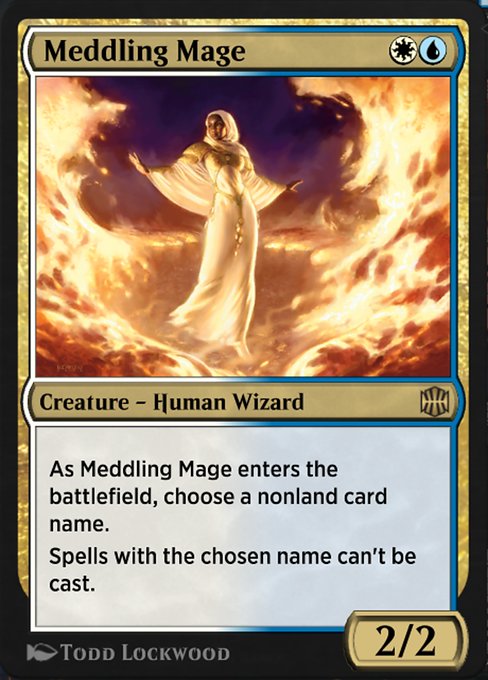 Meddling Mage
Creature – Human Wizard
As Meddling Mage enters the
battlefield, choose a nonland card
name.
Spells with the chosen name can't be
cast.
2/2
Todd Lockwood